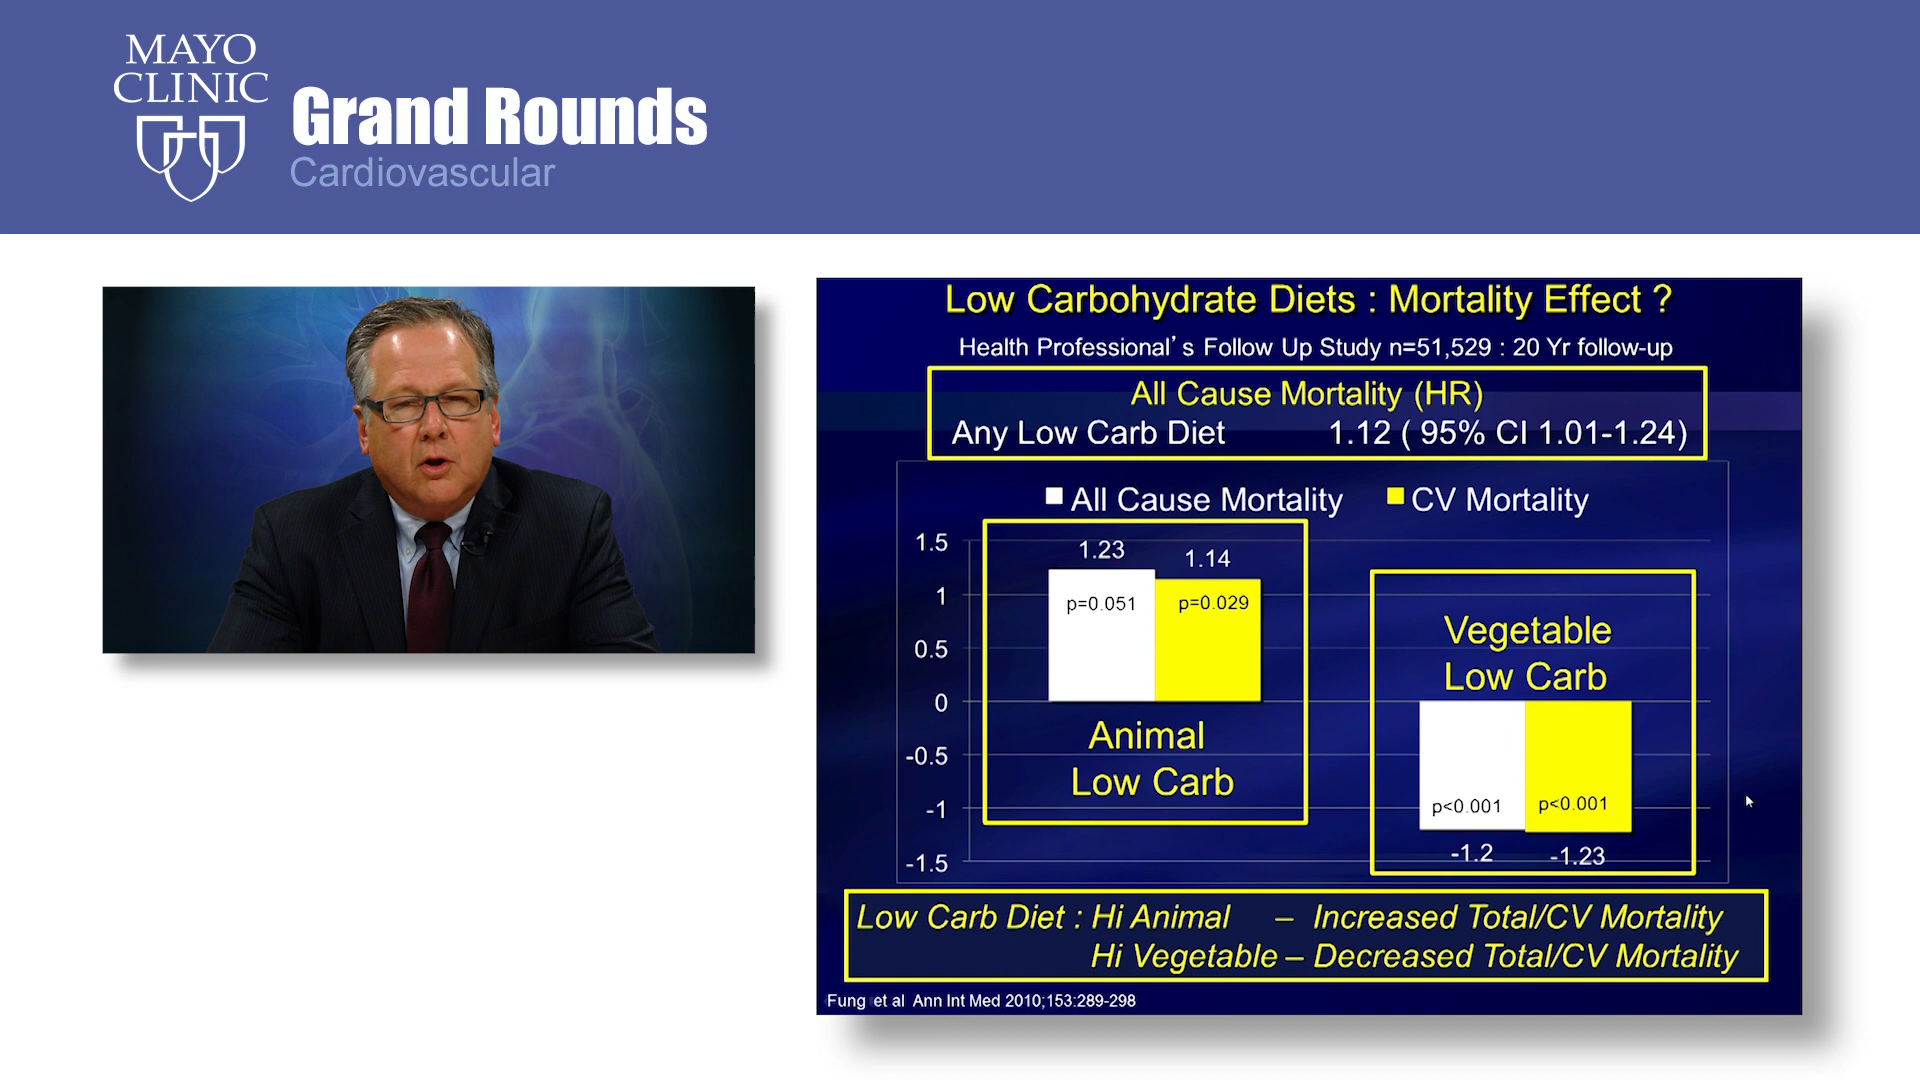 MAYO
CLINIC
Grand Rounds
Cardiovascular
Low Carbohydrate Diets : Mortality Effect ?
Health Professional's Follow Up Study n=51,529 : 20 Yr follow-up
All Cause Mortality (HR)
Any Low Carb Diet 1.12 ( 95% CI 1.01-1.24)
All Cause Mortality CV Mortality
1.5
1
0.5
0
-0.5
-1
-1.5
1.23 1.14
p=0.051 p=0.029
Animal
Low Carb
Vegetable
Low Carb
p<0.001 p<0.001
-1.2 -1.23
Low Carb Diet : Hi Animal – Increased Total/CV Mortality
Hi Vegetable – Decreased Total/CV Mortality
Fung et al Ann Int Med 2010;153:289-298